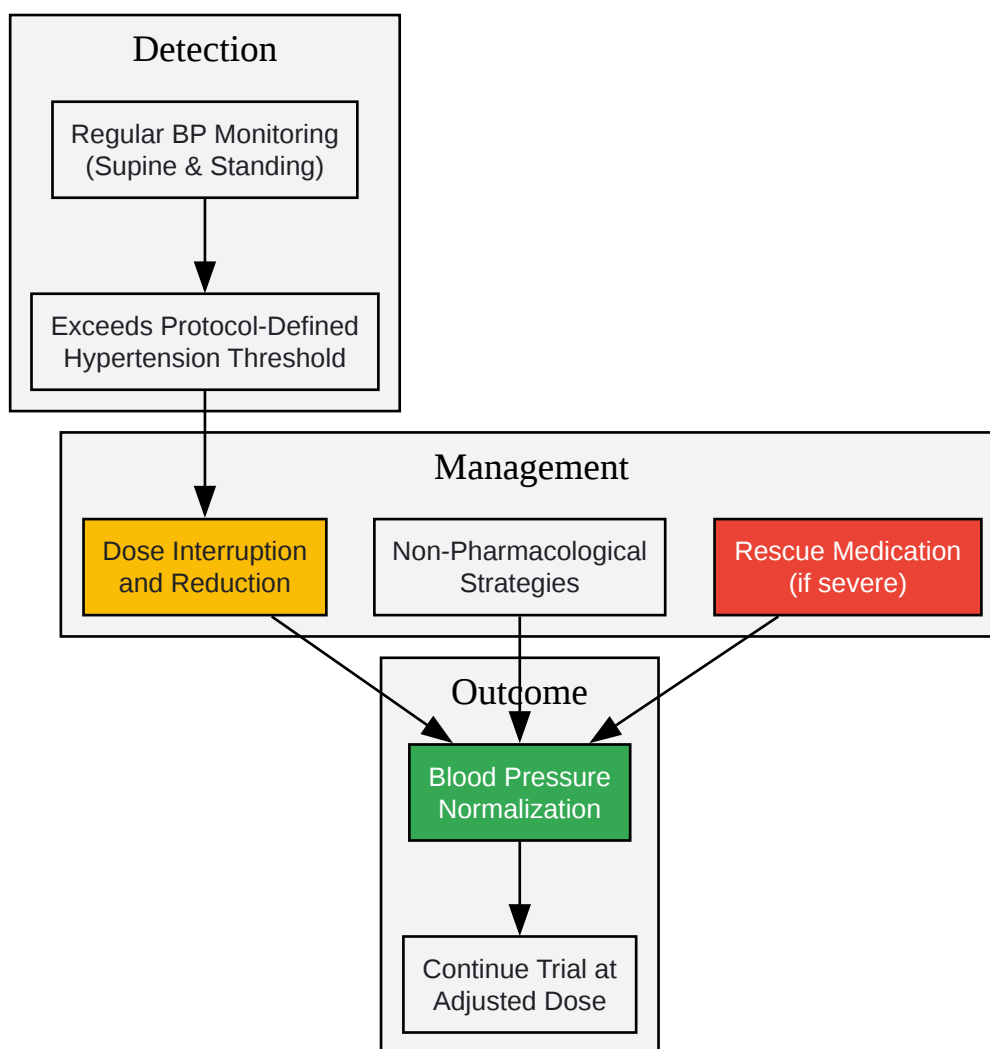 Detection
Regular BP Monitoring
(Supine & Standing)
Exceeds Protocol-Defined
Hypertension Threshold
Management
Dose Interruption
and Reduction
Non-Pharmacological
Strategies
Rescue Medication
(if severe)
Outcome
Blood Pressure
Normalization
Continue Trial at
Adjusted Dose